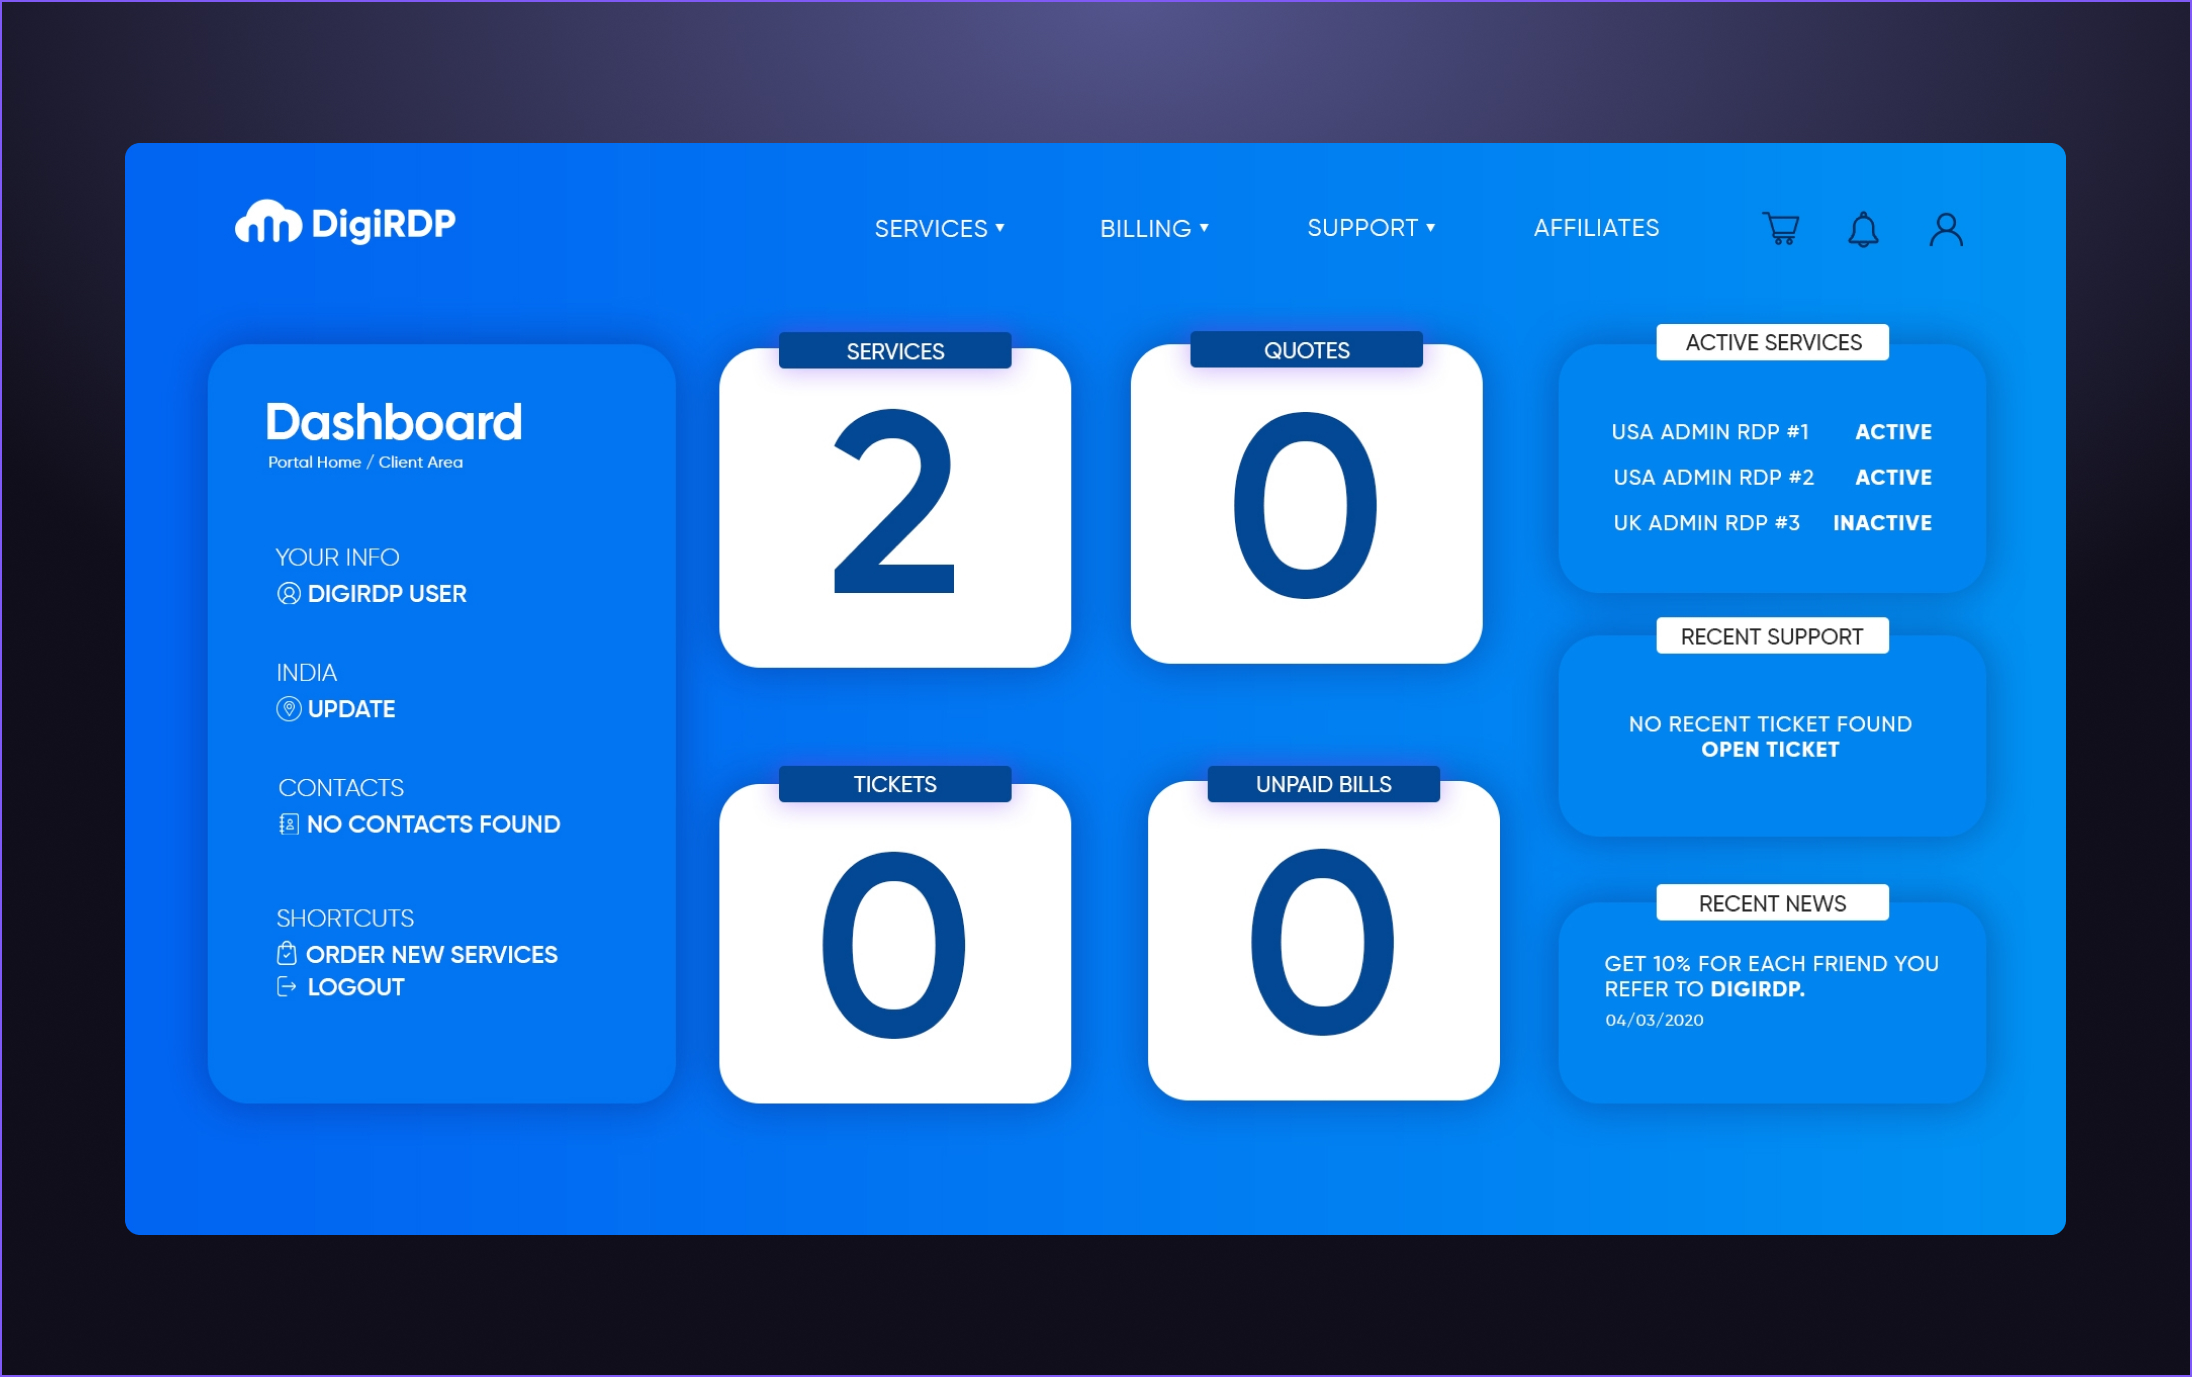 DigiRDP
SERVICES ▾
BILLING ▾
SUPPORT ▾
AFFILIATES
Dashboard
Portal Home / Client Area
YOUR INFO
DIGIRDP USER
INDIA
UPDATE
CONTACTS
NO CONTACTS FOUND
SHORTCUTS
ORDER NEW SERVICES
LOGOUT
SERVICES
2
QUOTES
0
TICKETS
0
UNPAID BILLS
0
ACTIVE SERVICES
USA ADMIN RDP #1 ACTIVE
USA ADMIN RDP #2 ACTIVE
UK ADMIN RDP #3 INACTIVE
RECENT SUPPORT
NO RECENT TICKET FOUND
OPEN TICKET
RECENT NEWS
GET 10% FOR EACH FRIEND YOU
REFER TO DIGIRDP.
04/03/2020